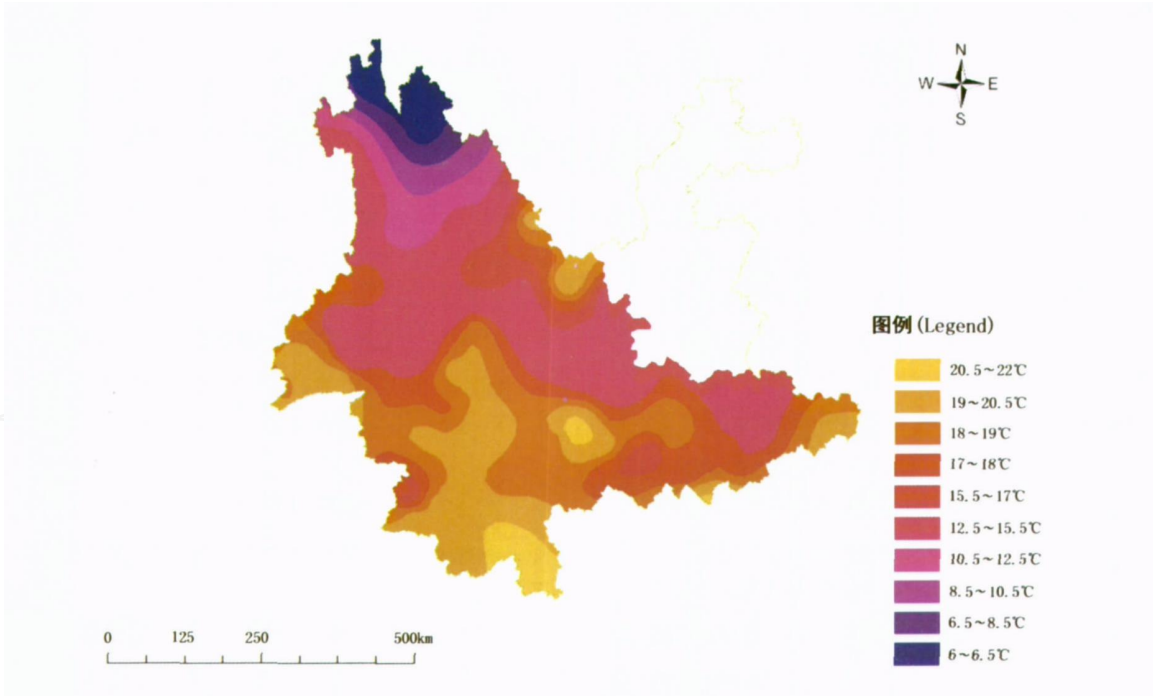 N
W E
S
图例(Legend)
20.5~22℃
19~20.5℃
18~19℃
17~18℃
15.5~17℃
12.5~15.5℃
10.5~12.5℃
8.5~10.5℃
6.5~8.5℃
6~6.5℃
0 125 250 500km